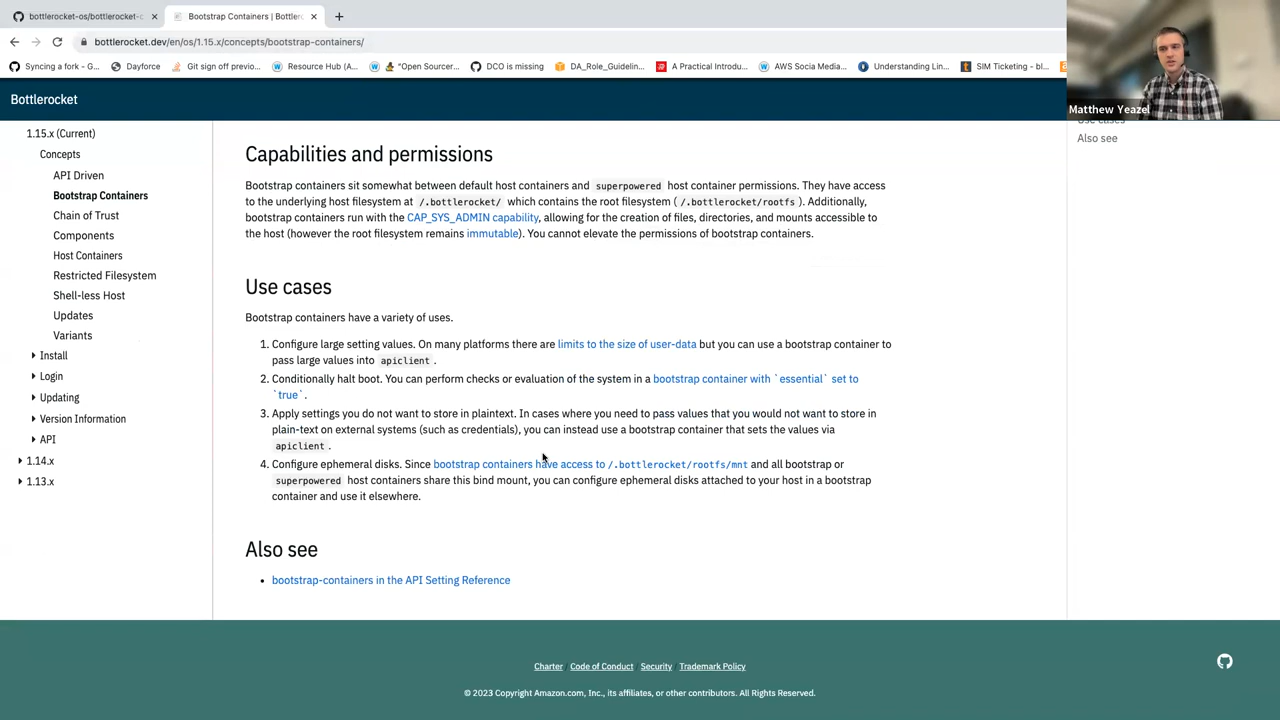 bottlerocket-os/bottlerocket-c
Bootstrap Containers | Bottlero
bottlerocket.dev/en/os/1.15.x/concepts/bootstrap-containers/
Syncing a fork - G... Dayforce Git sign off previo... Resource Hub (A... "Open Sourcer... DCO is missing DA_Role_Guidelin... A Practical Introdu... AWS Socia Media... Understanding Lin... SIM Ticketing - bl...
Matthew Yeazel
Bottlerocket
1.15.x (Current)
Concepts
API Driven
Bootstrap Containers
Chain of Trust
Components
Host Containers
Restricted Filesystem
Shell-less Host
Updates
Variants
Install
Login
Updating
Version Information
API
1.14.x
1.13.x
Capabilities and permissions
Bootstrap containers sit somewhat between default host containers and superpowered host container permissions. They have access
to the underlying host filesystem at /.bottlerocket/ which contains the root filesystem ( /.bottlerocket/rootfs ). Additionally,
bootstrap containers run with the CAP_SYS_ADMIN capability, allowing for the creation of files, directories, and mounts accessible to
the host (however the root filesystem remains immutable). You cannot elevate the permissions of bootstrap containers.
Use cases
Bootstrap containers have a variety of uses.
1. Configure large setting values. On many platforms there are limits to the size of user-data but you can use a bootstrap container to
pass large values into apiclient .
2. Conditionally halt boot. You can perform checks or evaluation of the system in a bootstrap container with `essential` set to
`true` .
3. Apply settings you do not want to store in plaintext. In cases where you need to pass values that you would not want to store in
plain-text on external systems (such as credentials), you can instead use a bootstrap container that sets the values via
apiclient .
4. Configure ephemeral disks. Since bootstrap containers have access to /.bottlerocket/rootfs/mnt and all bootstrap or
superpowered host containers share this bind mount, you can configure ephemeral disks attached to your host in a bootstrap
container and use it elsewhere.
Also see
• bootstrap-containers in the API Setting Reference
Use cases
Also see
Charter Code of Conduct Security Trademark Policy
© 2023 Copyright Amazon.com, Inc., its affiliates, or other contributors. All Rights Reserved.